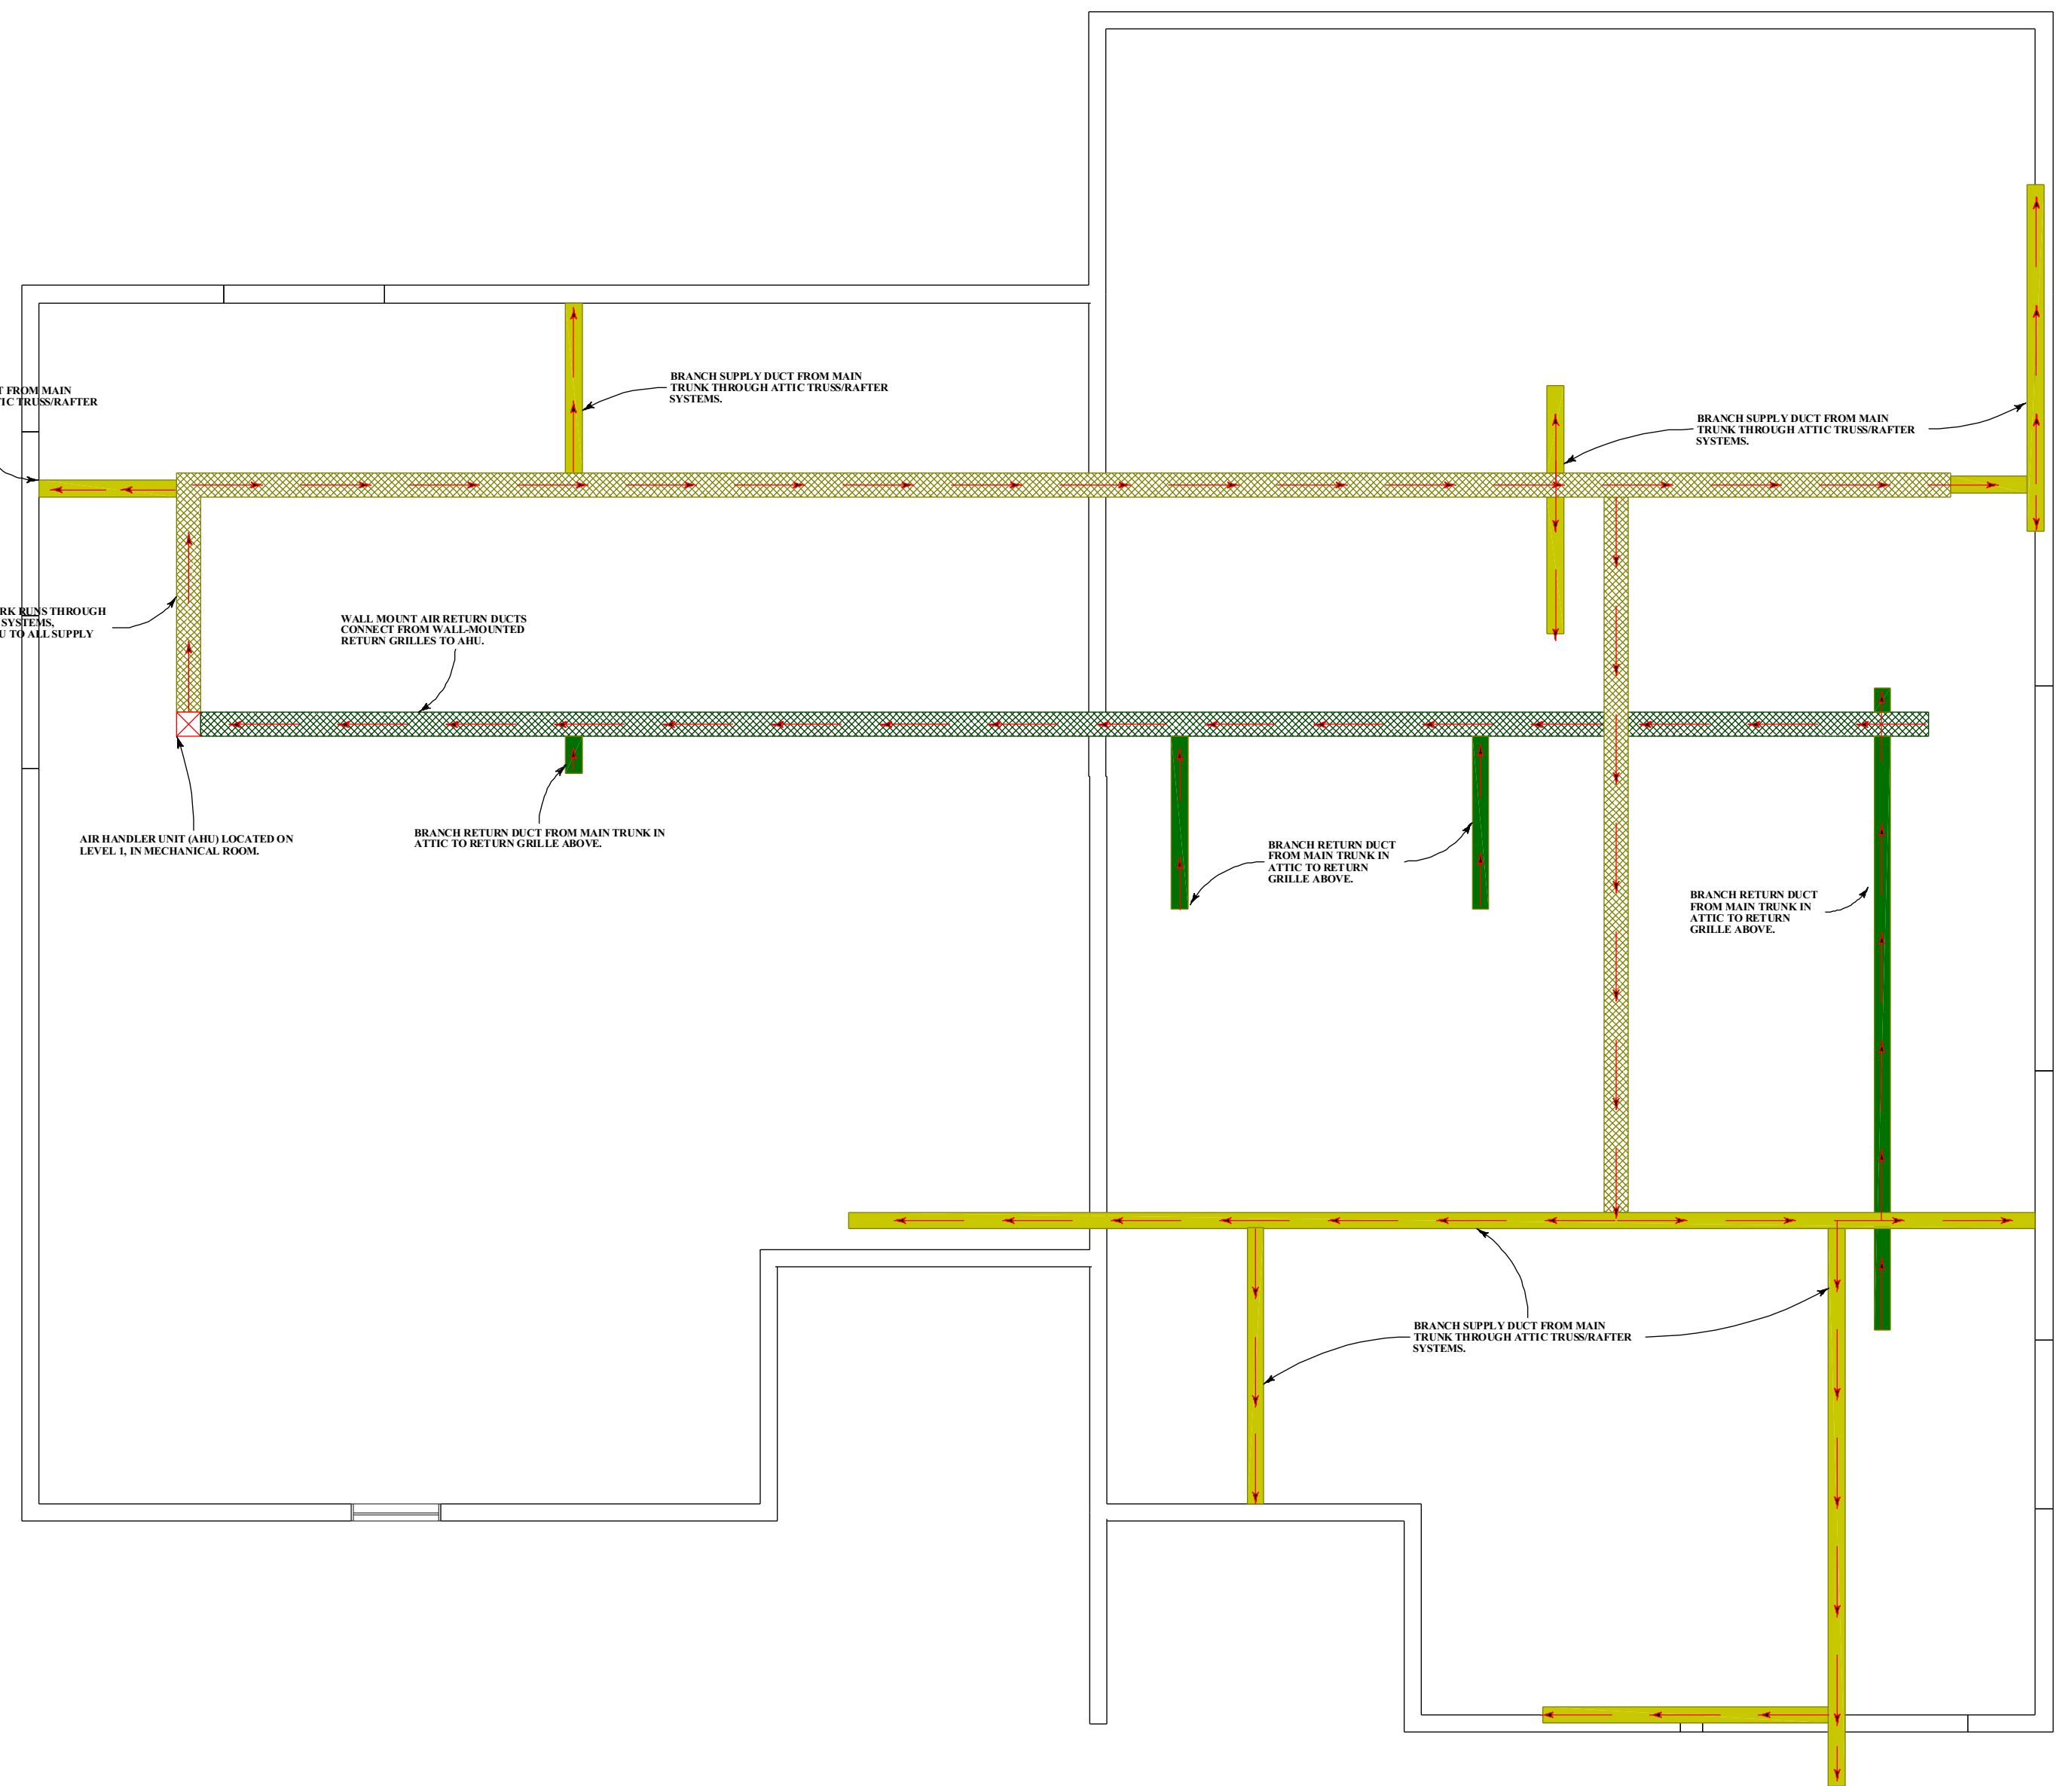 BRANCH SUPPLY DUCT FROM MAIN
TRUNK THROUGH ATTIC TRUSS/RAFTER
SYSTEMS.
FROM MAIN
TRUSS/RAFTER
BRANCH SUPPLY DUCT FROM MAIN
TRUNK THROUGH ATTIC TRUSS/RAFTER
SYSTEMS.
RUNS THROUGH
SYSTEMS,
TO ALL SUPPLY
WALL MOUNT AIR RETURN DUCTS
CONNECT FROM WALL-MOUNTED
RETURN GRILLES TO AHU.
AIR HANDLER UNIT (AHU) LOCATED ON
LEVEL 1, IN MECHANICAL ROOM.
BRANCH RETURN DUCT FROM MAIN TRUNK IN
ATTIC TO RETURN GRILLE ABOVE.
BRANCH RETURN DUCT
FROM MAIN TRUNK IN
ATTIC TO RETURN
GRILLE ABOVE.
BRANCH RETURN DUCT
FROM MAIN TRUNK IN
ATTIC TO RETURN
GRILLE ABOVE.
BRANCH SUPPLY DUCT FROM MAIN
TRUNK THROUGH ATTIC TRUSS/RAFTER
SYSTEMS.